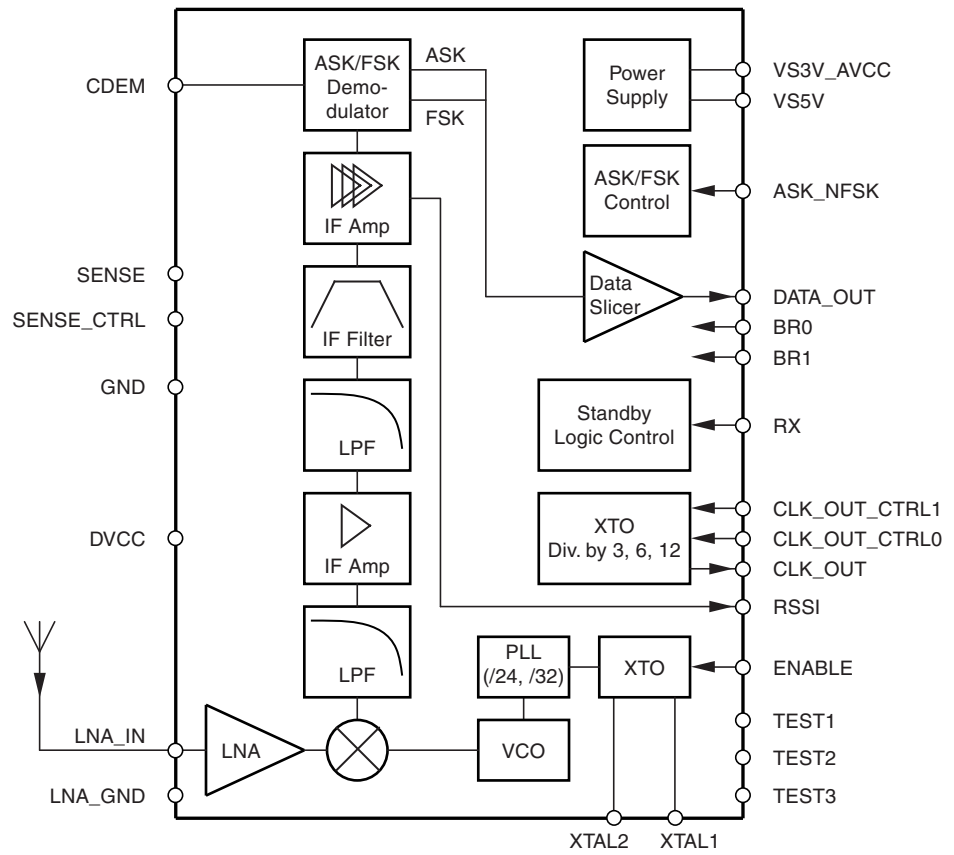 CDEM
SENSE
SENSE_CTRL
GND
DVCC
LNA_IN
LNA_GND
ASK/FSK
Demo-
dulator
ASK
FSK
IF Amp
IF Filter
LPF
IF Amp
LPF
LNA
Power
Supply
ASK/FSK
Control
Data
Slicer
Standby
Logic Control
XTO
Div. by 3, 6, 12
PLL
(/24, /32)
XTO
VCO
VS3V_AVCC
VS5V
ASK_NFSK
DATA_OUT
BR0
BR1
RX
CLK_OUT_CTRL1
CLK_OUT_CTRL0
CLK_OUT
RSSI
ENABLE
TEST1
TEST2
TEST3
XTAL2
XTAL1